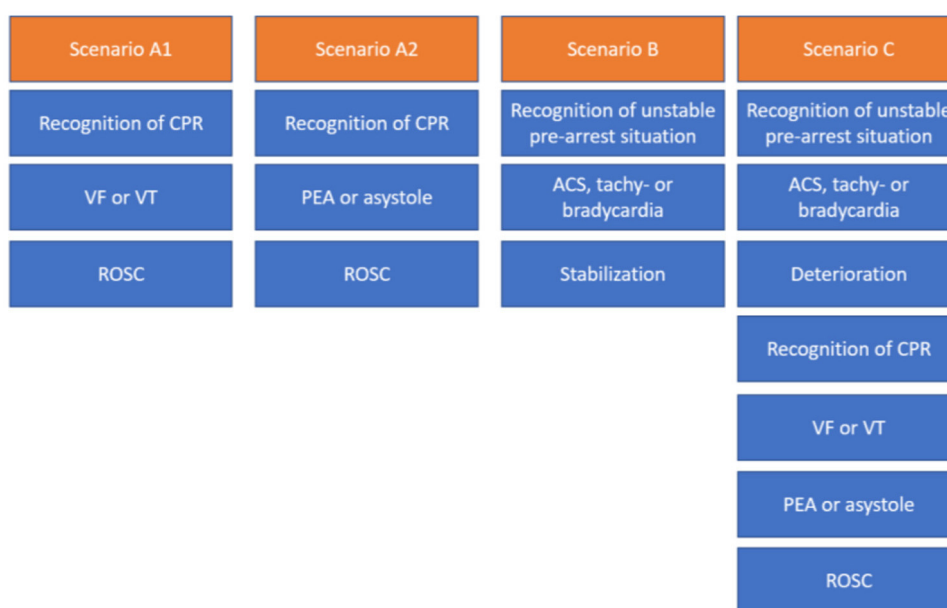 Scenario A1
Recognition of CPR
VF or VT
ROSC
Scenario A2
Recognition of CPR
PEA or asystole
ROSC
Scenario B
Recognition of unstable
pre-arrest situation
ACS, tachy- or
bradycardia
Stabilization
Scenario C
Recognition of unstable
pre-arrest situation
ACS, tachy- or
bradycardia
Deterioration
Recognition of CPR
VF or VT
PEA or asystole
ROSC